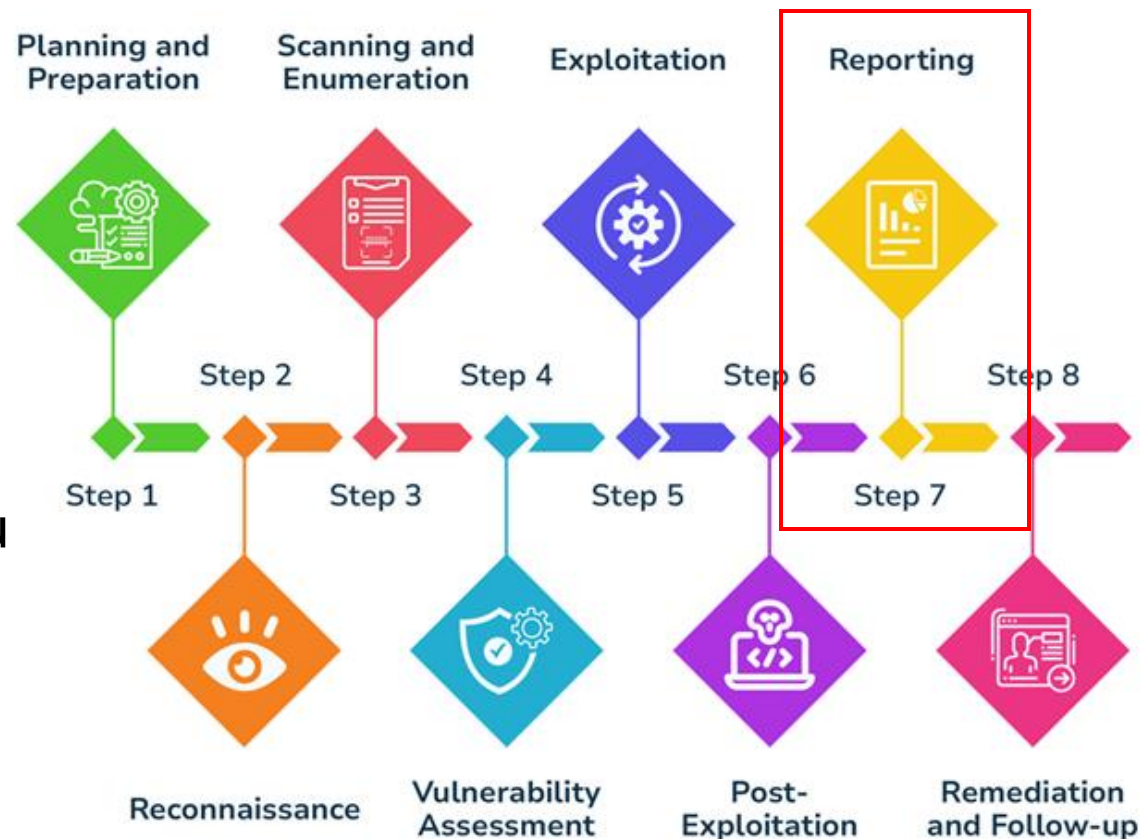 Planning and
Preparation
Scanning and
Enumeration
Exploitation
Reporting
Step 2
Step 4
Step 6
Step 8
Step 1
Step 3
Step 5
Step 7
Reconnaissance
Vulnerability
Assessment
Post-
Exploitation
Remediation
and Follow-up